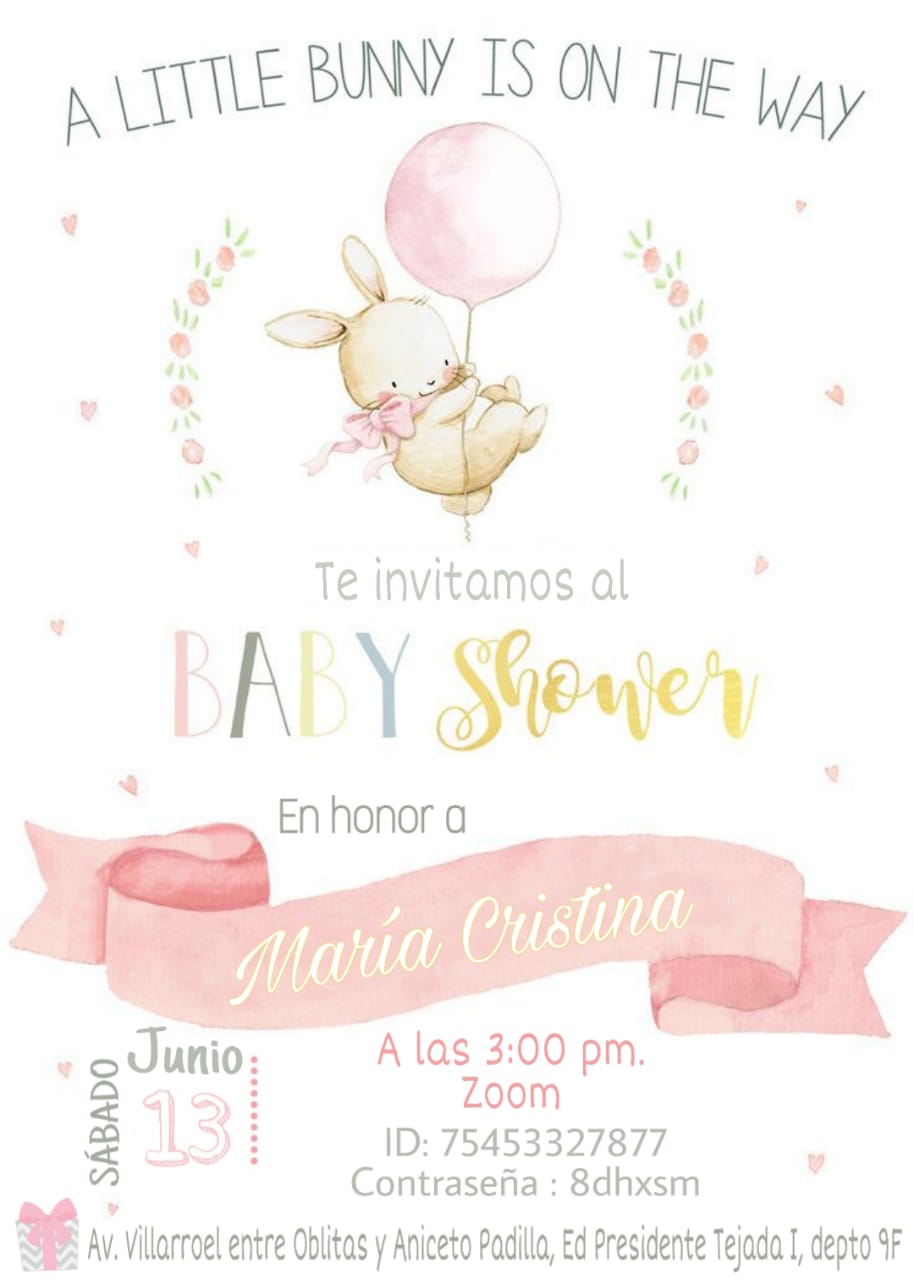 A LITTLE BUNNY IS ON THE WAY
Te invitamos al
BABY Shower
En honor a
María Cristina
SÁBADO
Junio
13
A las 3:00 pm.
Zoom
ID: 75453327877
Contraseña : 8dhxsm
Av. Villarroel entre Oblitas y Aniceto Padilla, Ed Presidente Tejada I, depto 9F